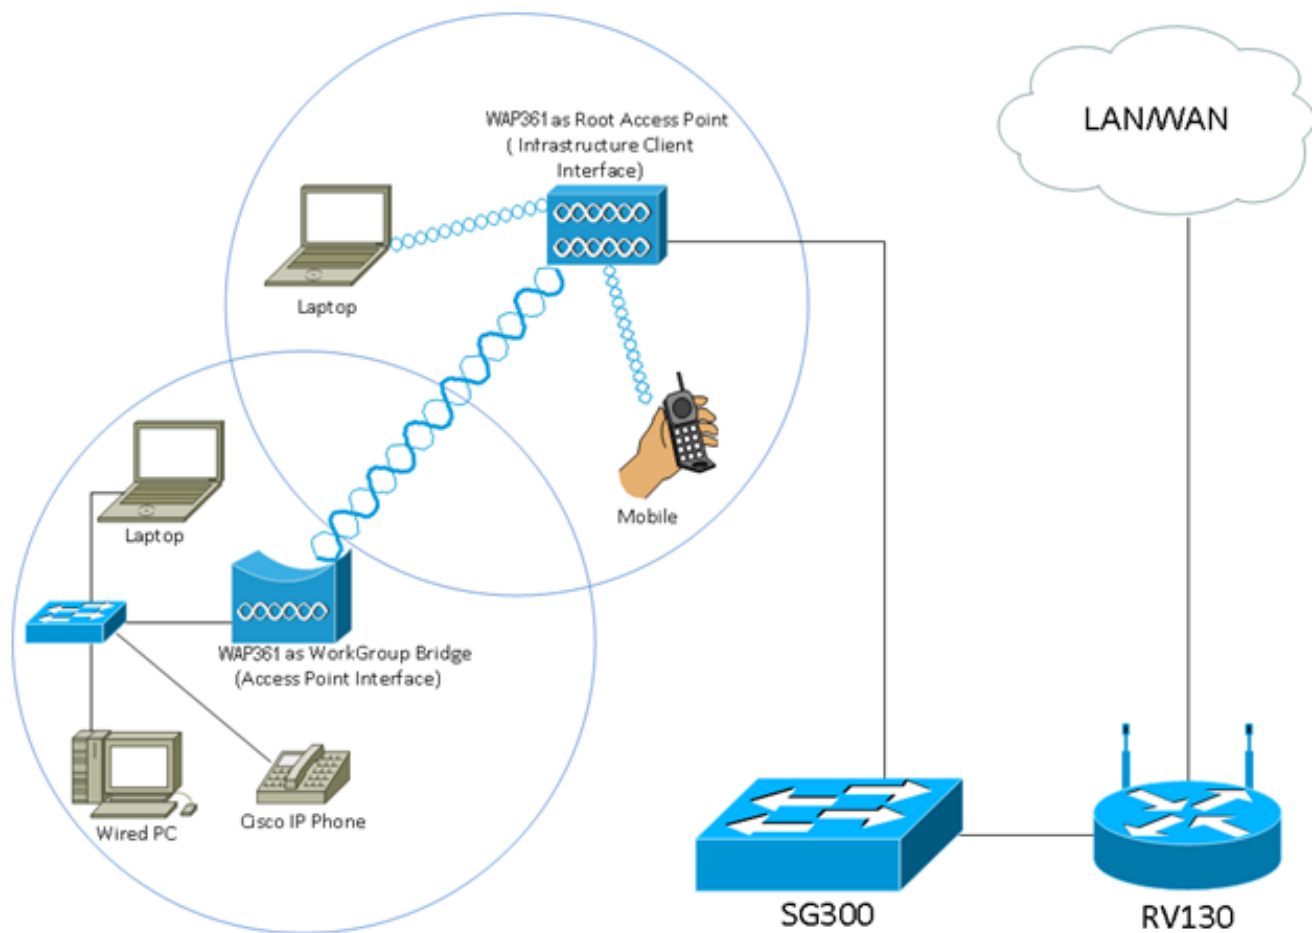 WAP361 as Root Access Point
( Infrastructure Client
Interface)
LAN/WAN
Laptop
Mobile
Laptop
WAP361 as WorkGroup Bridge
(Access Point Interface)
Wired PC
Cisco IP Phone
SG300
RV130